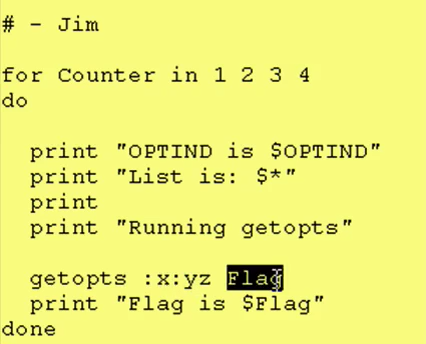 # - Jim
for Counter in 1 2 3 4
do
print "OPTIND is $OPTIND"
print "List is: $*"
print
print "Running getopts"
getopts :x:yz Flag
print "Flag is $Flag"
done